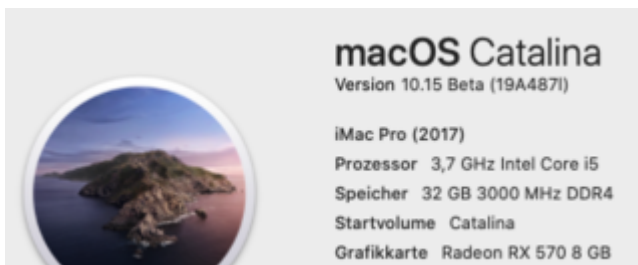 macOS Catalina
Version 10.15 Beta (19A487l)
iMac Pro (2017)
Prozessor 3,7 GHz Intel Core i5
Speicher 32 GB 3000 MHz DDR4
Startvolume Catalina
Grafikkarte Radeon RX 570 8 GB